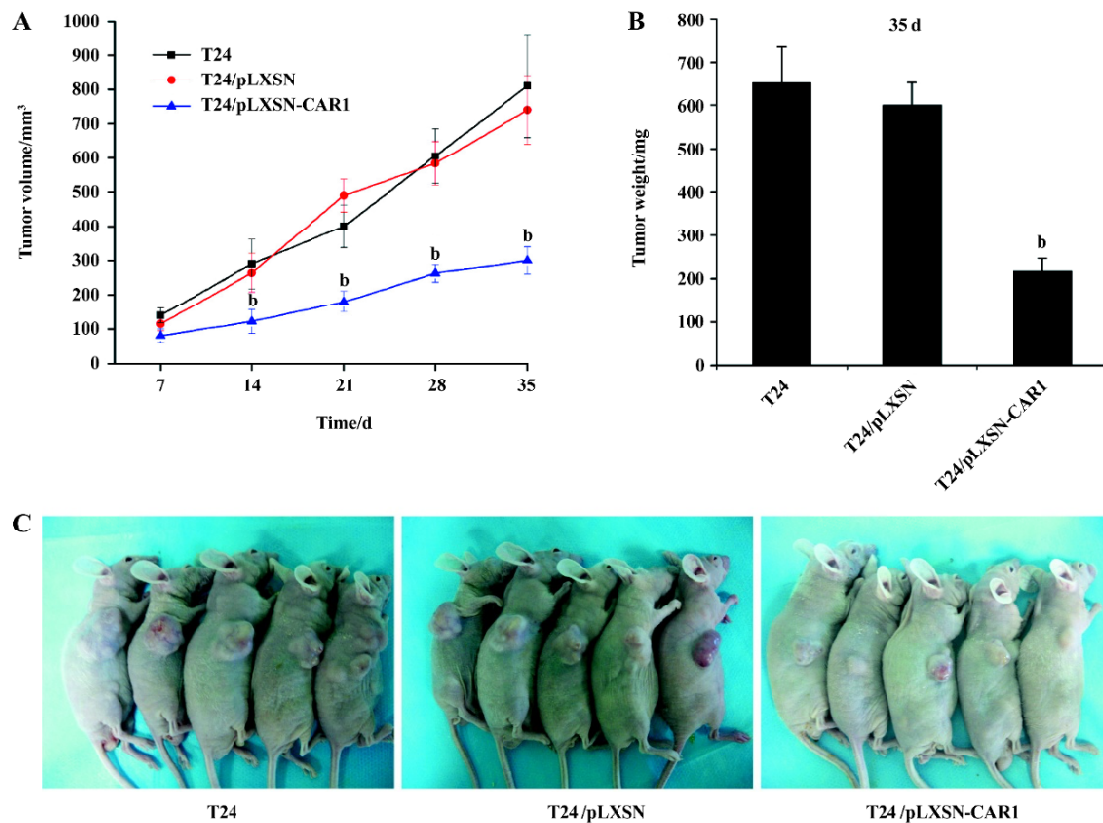 A
1000
900
800
700
600
500
400
300
200
100
0
T24
T24/pLXSN
T24/pLXSN-CAR1
b
b
b
b
7
14
21
28
35
Time/d
Tumor volume/mm³
B
35 d
800
700
600
500
400
300
200
100
0
Tumor weight/mg
b
T24
T24/pLXSN
T24/pLXSN-CAR1
C
T24
T24/pLXSN
T24/pLXSN-CAR1